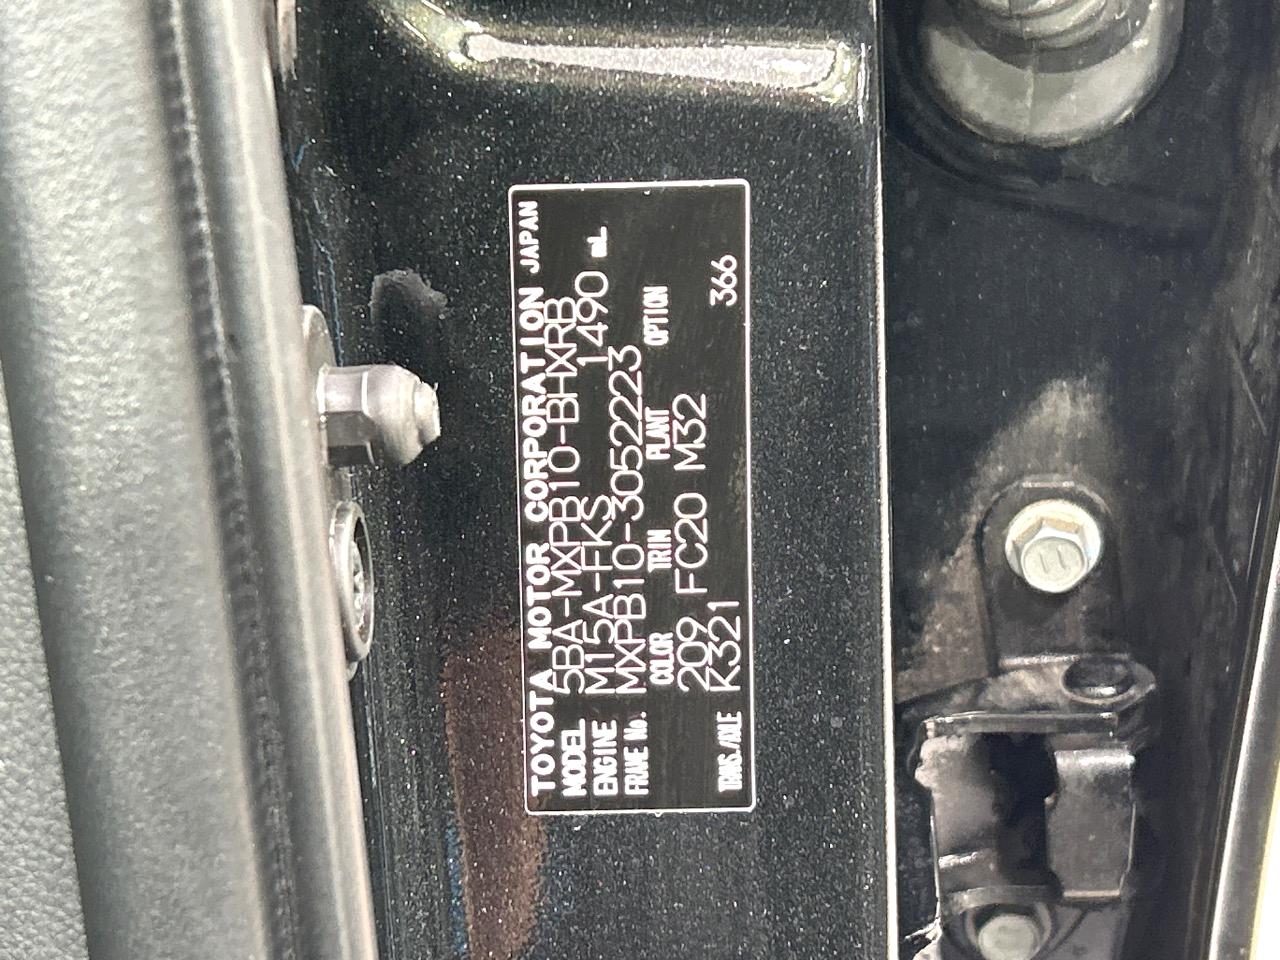 TOYOTA MOTOR CORPORATION JAPAN
MODEL 5BA-MXPB10-BHXRB
ENGINE M15A-FKS 1490 mL
FRAME No. MXPB10-3052223
COLOR TRIM PLANT OPTION
209 FC20 M32
TRANS./AXLE K321 366